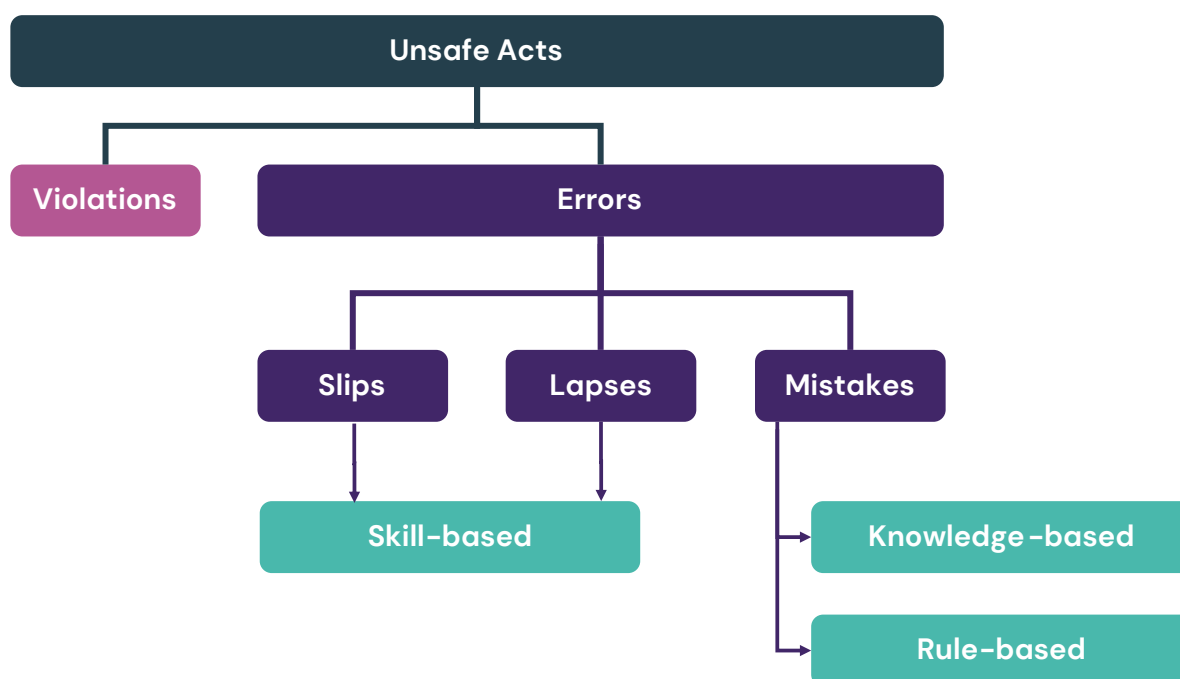 Unsafe Acts
Violations
Errors
Slips
Lapses
Mistakes
Skill-based
Knowledge-based
Rule-based